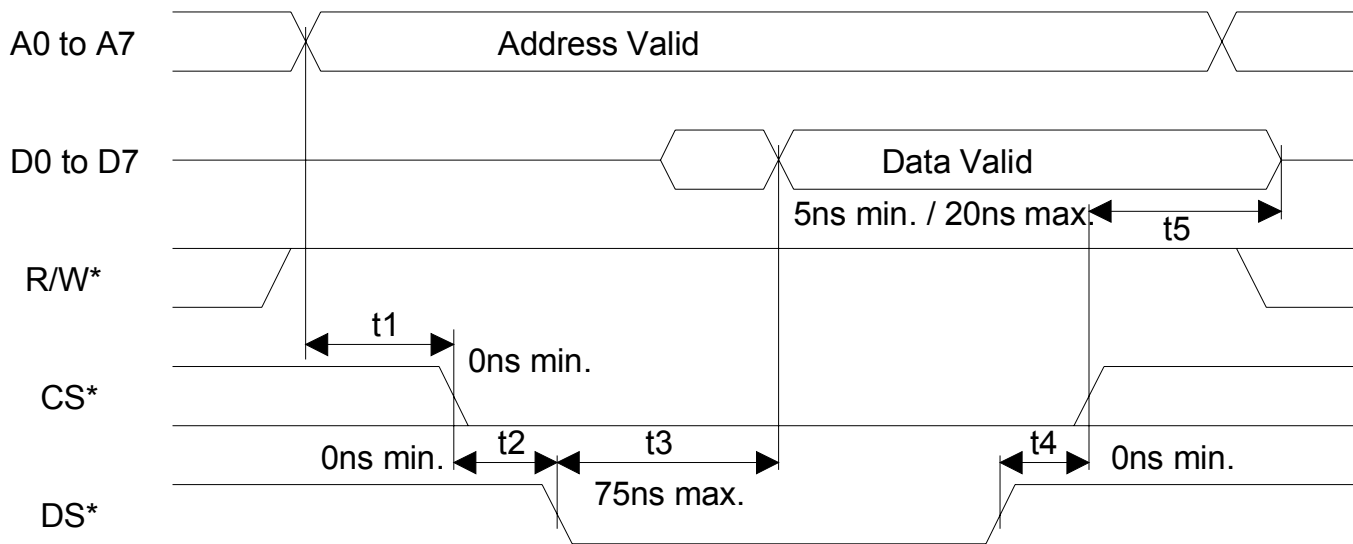 A0 to A7
Address Valid
D0 to D7
Data Valid
5ns min. / 20ns max.
t5
R/W*
t1
0ns min.
CS*
0ns min.
t2
t3
t4
0ns min.
75ns max.
DS*